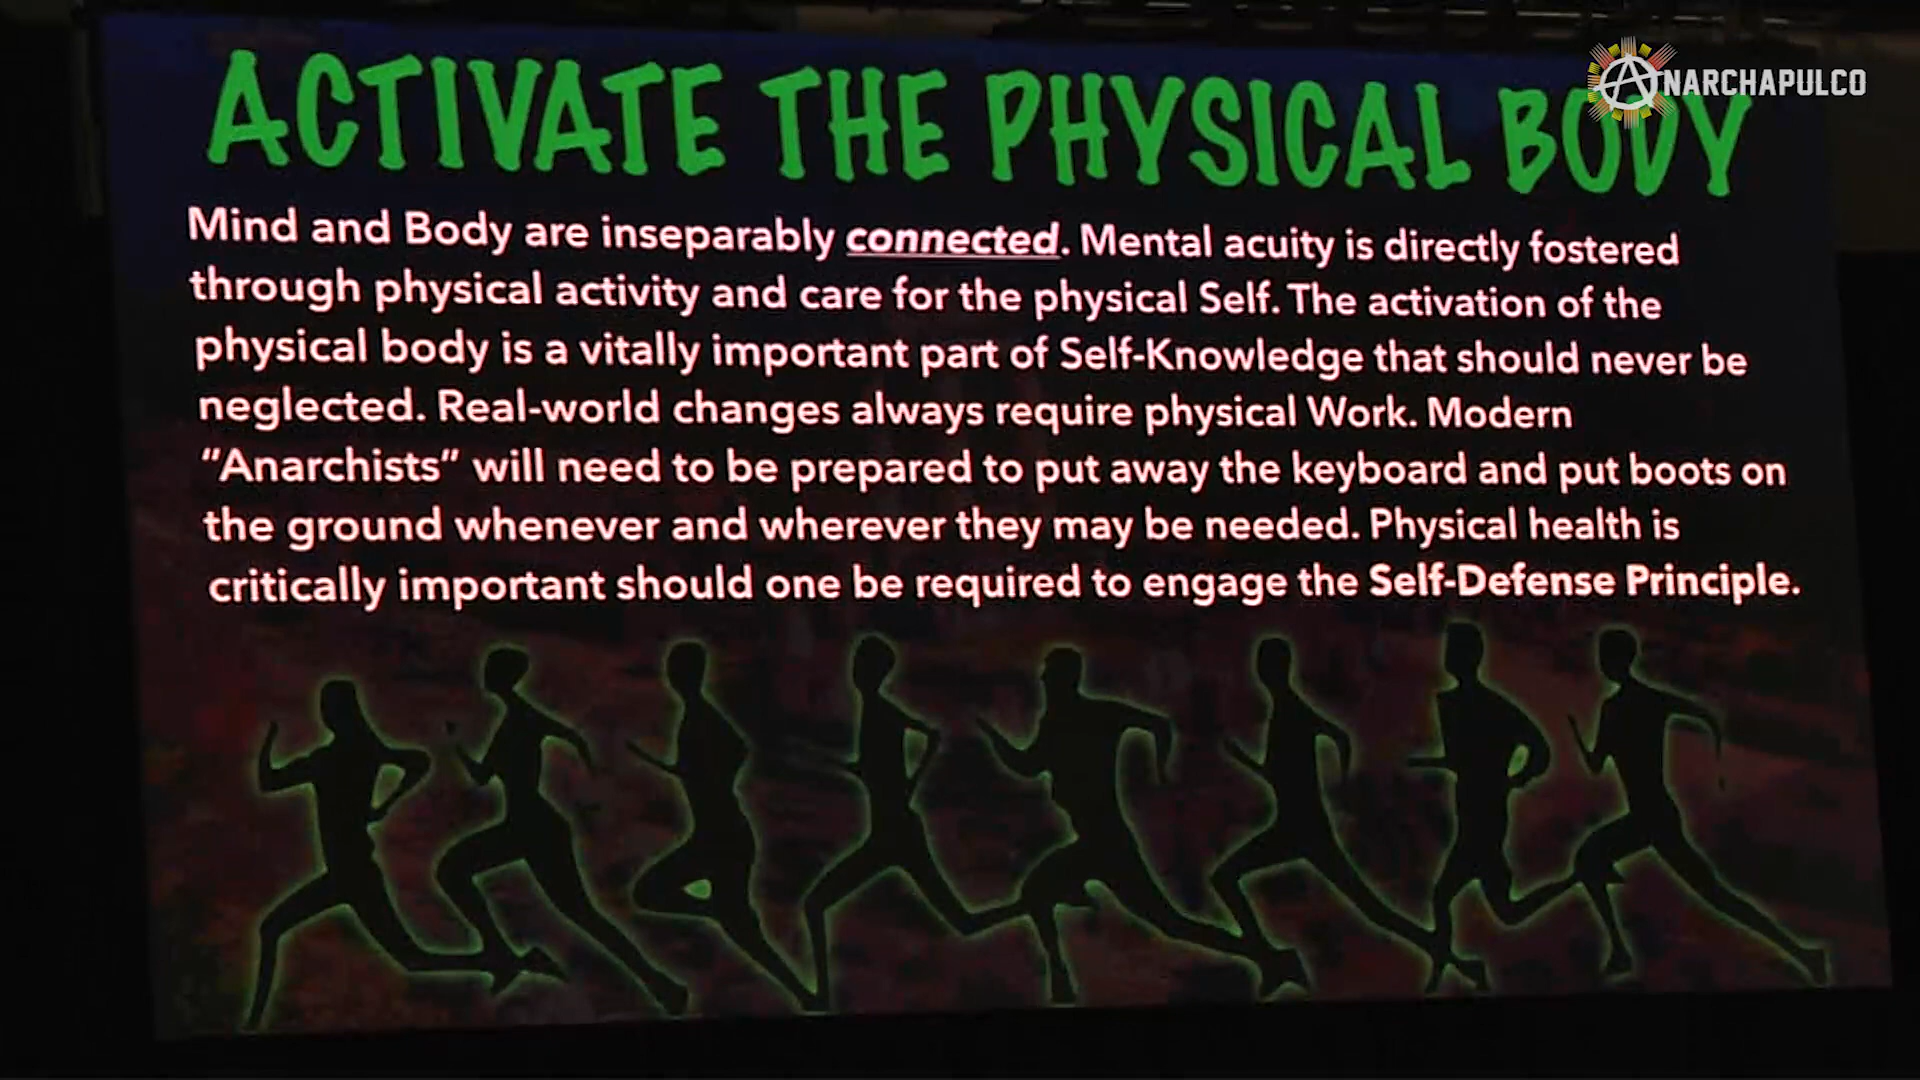 ACTIVATE THE PHYSICAL BODY
ANARCHAPULCO
Mind and Body are inseparably connected. Mental acuity is directly fostered
through physical activity and care for the physical Self. The activation of the
physical body is a vitally important part of Self-Knowledge that should never be
neglected. Real-world changes always require physical Work. Modern
“Anarchists” will need to be prepared to put away the keyboard and put boots on
the ground whenever and wherever they may be needed. Physical health is
critically important should one be required to engage the Self-Defense Principle.